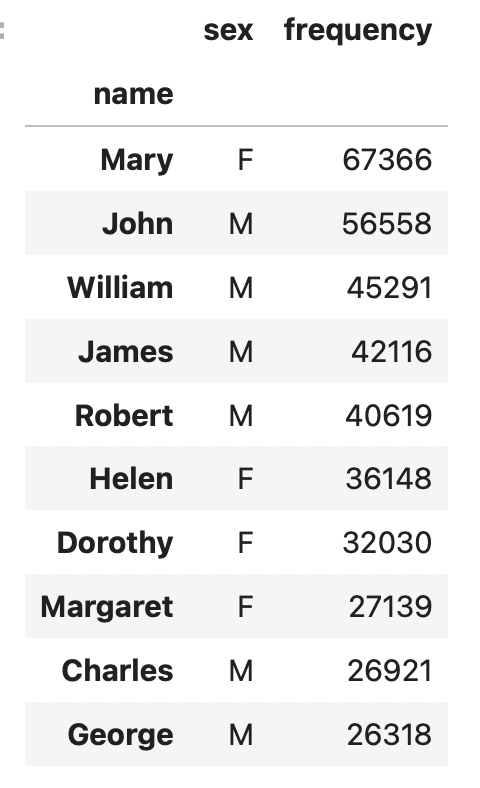 sex frequency
name
Mary F 67366
John M 56558
William M 45291
James M 42116
Robert M 40619
Helen F 36148
Dorothy F 32030
Margaret F 27139
Charles M 26921
George M 26318